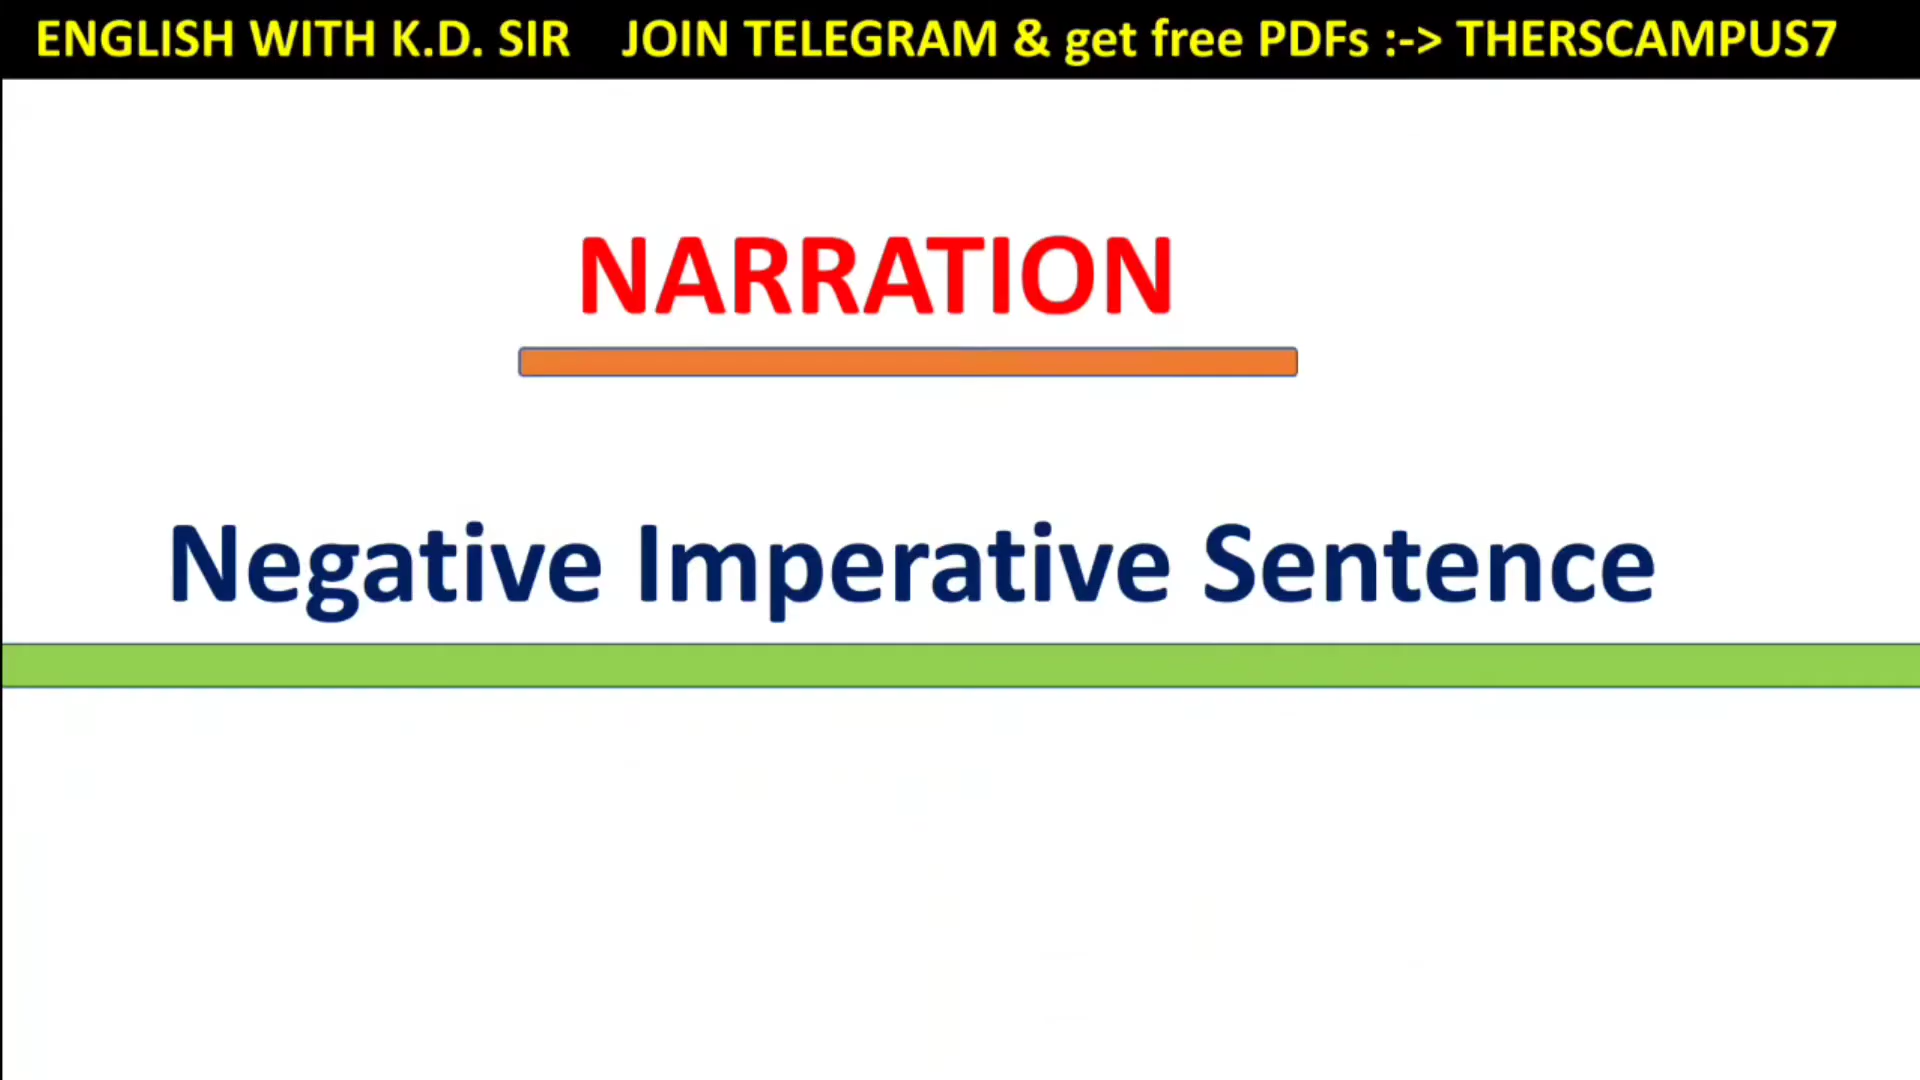 ENGLISH WITH K.D. SIR JOIN TELEGRAM & get free PDFs :-> THERSCAMPUS7
NARRATION
Negative Imperative Sentence